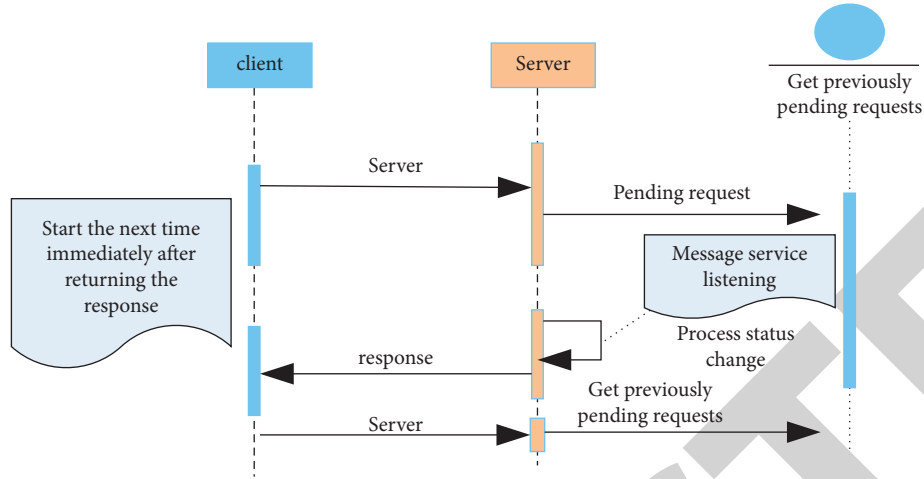 client
Server
Get previously
pending requests
Server
Pending request
Start the next time
immediately after
returning the
response
Message service
listening
Process status
change
response
Get previously
pending requests
Server